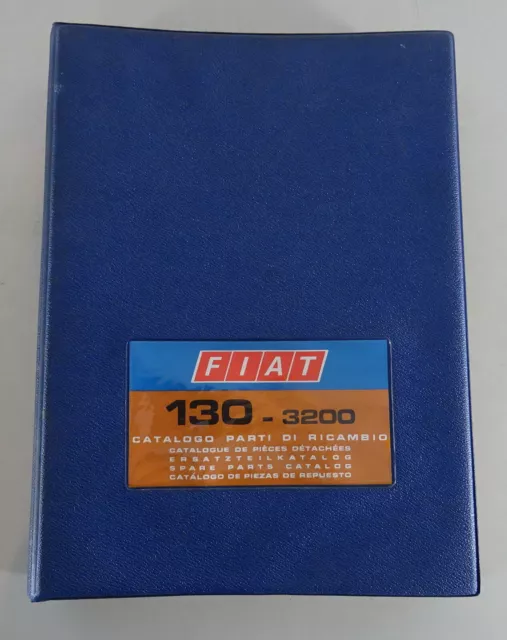 FIAT
130 - 3200
CATALOGO PARTI DI RICAMBIO
CATALOGUE DE PIÈCES DÉTACHÉES
ERSATZTEILKATALOG
SPARE PARTS CATALOG
CATÁLOGO DE PIEZAS DE REPUESTO